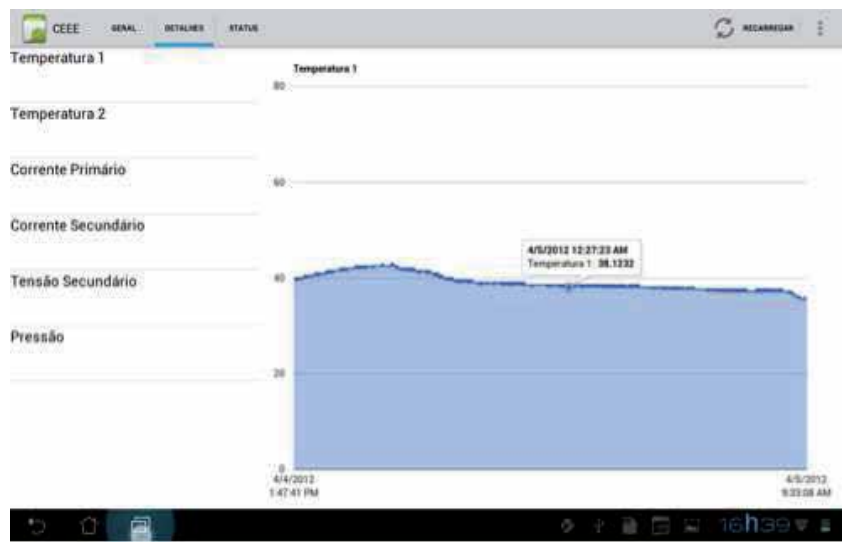 CEEE GERAL DETALHES STATUS RECARREGAR
Temperatura 1
Temperatura 2
Corrente Primário
Corrente Secundário
Tensão Secundário
Pressão
Temperatura 1
80
60
4/5/2012 12:27:23 AM
Temperatura 1: 38.1232
40
20
0
4/4/2012
1:47:41 PM
4/5/2012
9:33:08 AM
16h39